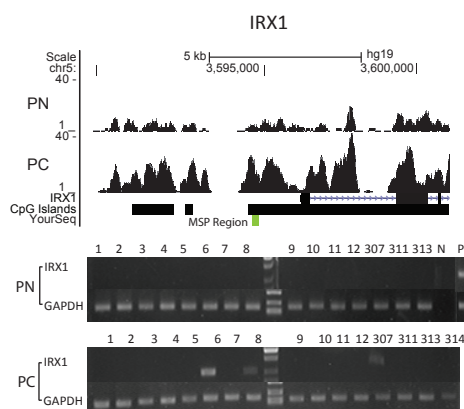 IRX1
Scale 5 kb hg19
chr5: 3,595,000 3,600,000
40 -
PN
1 _
40 -
PC
1 _
IRX1
CpG Islands
YourSeq MSP Region
1 2 3 4 5 6 7 8 9 10 11 12 307 311 313 N P
PN IRX1
GAPDH
1 2 3 4 5 6 7 8 9 10 11 12 307 311 313 314
PC IRX1
GAPDH